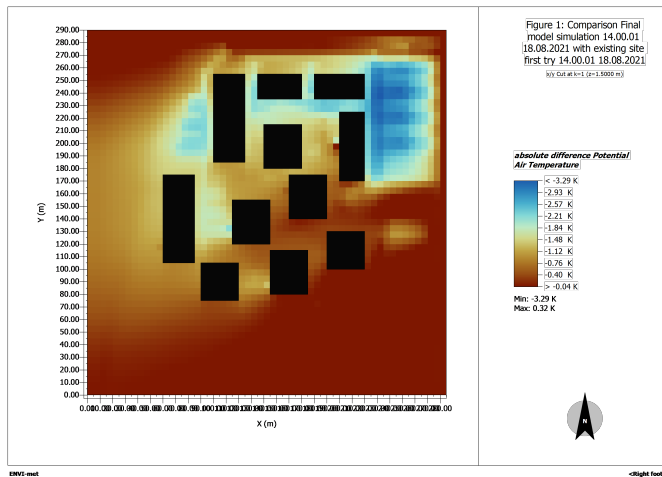 Figure 1: Comparison Final
model simulation 14.00.01
18.08.2021 with existing site
first try 14.00.01 18.08.2021
x/y Cut at k=1 (z=1.5000 m)
290.00
280.00
270.00
260.00
250.00
240.00
230.00
220.00
210.00
200.00
190.00
180.00
170.00
160.00
150.00
140.00
130.00
120.00
110.00
100.00
90.00
80.00
70.00
60.00
50.00
40.00
30.00
20.00
10.00
0.00
Y (m)
X (m)
absolute difference Potential
Air Temperature
< -3.29 K
-2.93 K
-2.57 K
-2.21 K
-1.84 K
-1.48 K
-1.12 K
-0.76 K
-0.40 K
> -0.04 K
Min: -3.29 K
Max: 0.32 K
N
ENVI-met
<Right foot